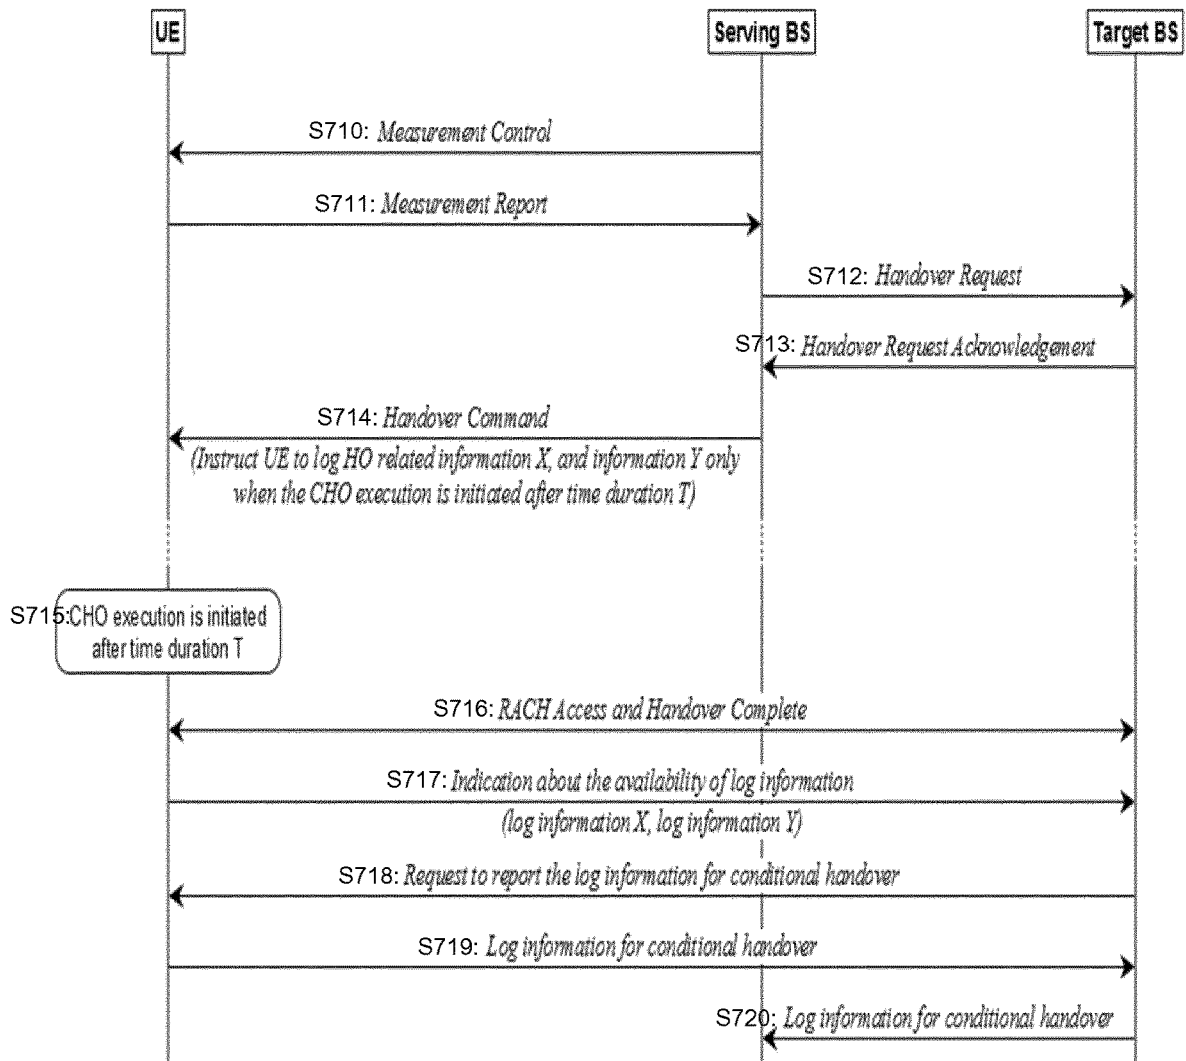 UE
Serving BS
Target BS
S710: Measurement Control
S711: Measurement Report
S712: Handover Request
S713: Handover Request Acknowledgement
S714: Handover Command
(Instruct UE to log HO related information X, and information Y only
when the CHO execution is initiated after time duration T)
S715: CHO execution is initiated
after time duration T
S716: RACH Access and Handover Complete
S717: Indication about the availability of log information
(log information X, log information Y)
S718: Request to report the log information for conditional handover
S719: Log information for conditional handover
S720: Log information for conditional handover